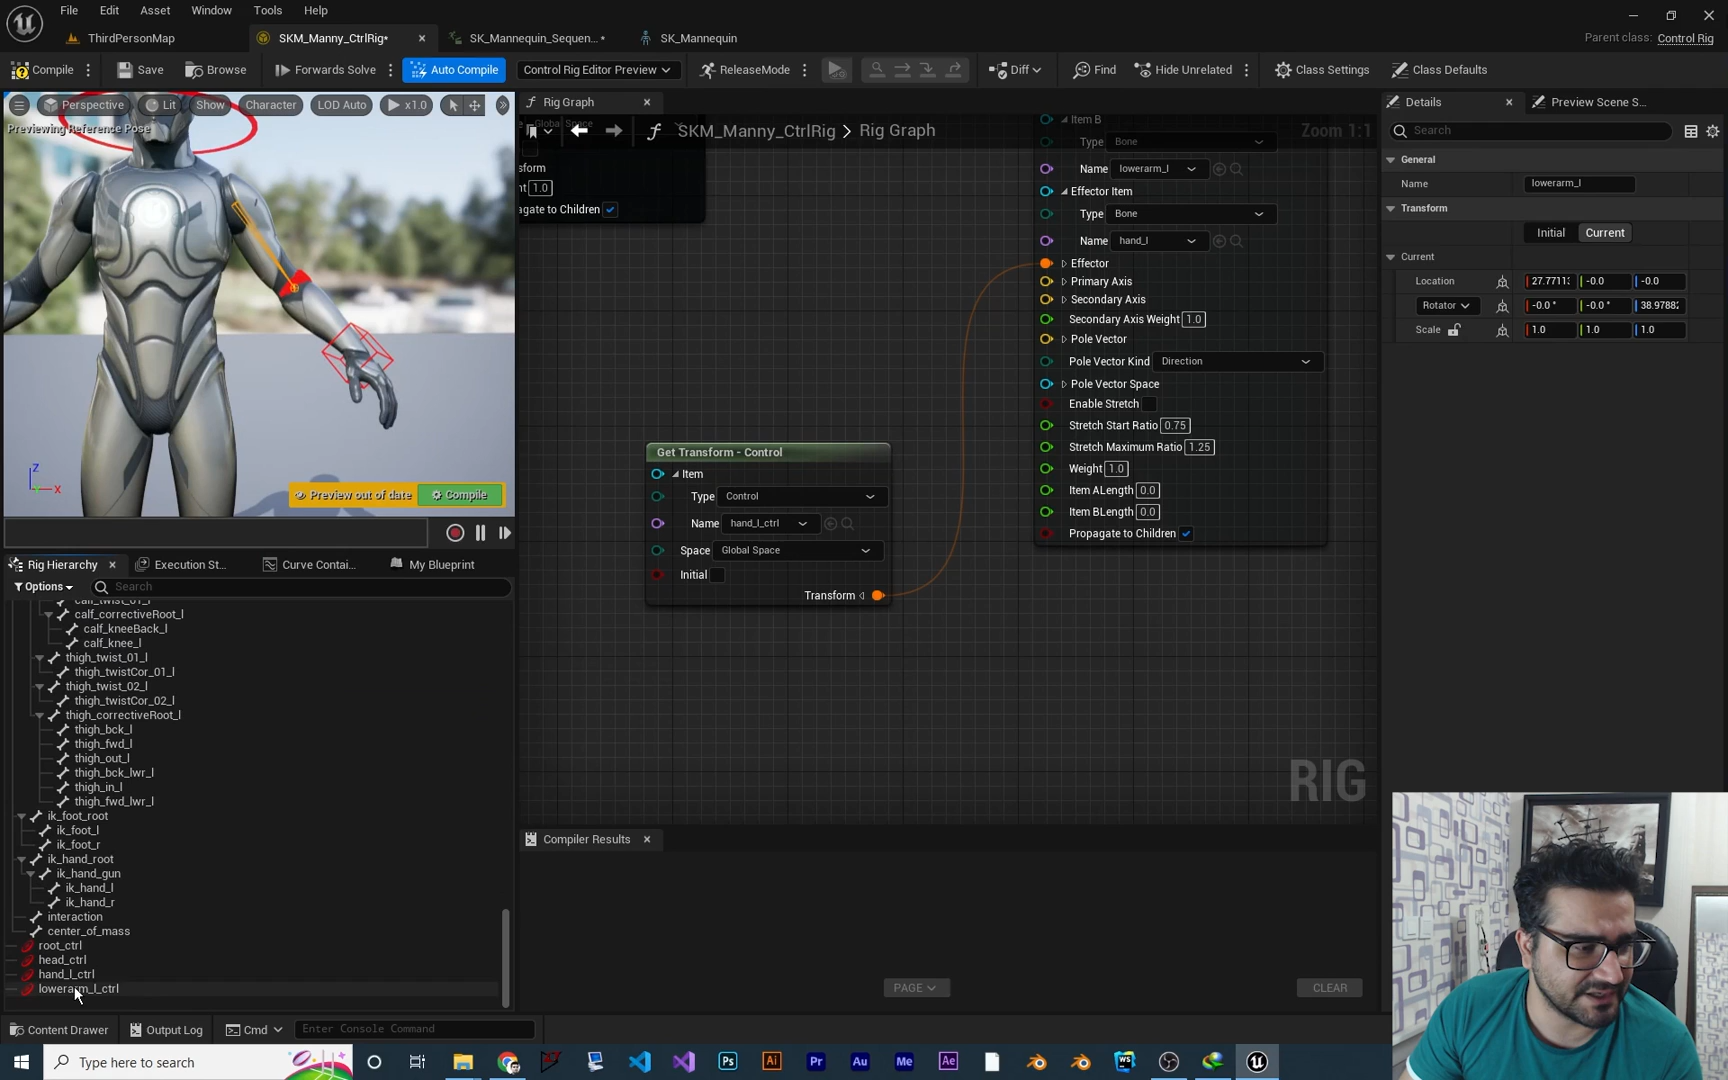 File Edit Asset Window Tools Help
ThirdPersonMap
SKM_Manny_CtrlRig*
SK_Mannequin_Sequen...*
SK_Mannequin
Parent class: Control Rig
Compile
Save
Browse
Forwards Solve
Auto Compile
Control Rig Editor Preview
ReleaseMode
Diff
Find
Hide Unrelated
Class Settings
Class Defaults
Perspective
Lit
Show
Character
LOD Auto
x1.0
Previewing Reference Pose
Z
X
Preview out of date
Compile
Rig Graph
SKM_Manny_CtrlRig > Rig Graph
Zoom 1:1
sform
1.0
agate to Children
Item B
Type Bone
Name lowerarm_l
Effector Item
Type Bone
Name hand_l
Effector
Primary Axis
Secondary Axis
Secondary Axis Weight 1.0
Pole Vector
Pole Vector Kind Direction
Pole Vector Space
Enable Stretch
Stretch Start Ratio 0.75
Stretch Maximum Ratio 1.25
Weight 1.0
Item ALength 0.0
Item BLength 0.0
Propagate to Children
Get Transform - Control
Item
Type Control
Name hand_l_ctrl
Space Global Space
Initial
Transform
RIG
Compiler Results
PAGE
CLEAR
Details
Preview Scene S...
Search
General
Name lowerarm_l
Transform
Initial Current
Current
Location -0.0 -0.0
Rotator -0.0 ° -0.0 °
Scale 1.0 1.0 1.0
Rig Hierarchy
Execution St...
Curve Contai...
My Blueprint
Options
Search
calf_twist_01_l
calf_correctiveRoot_l
calf_kneeBack_l
calf_knee_l
thigh_twist_01_l
thigh_twistCor_01_l
thigh_twist_02_l
thigh_twistCor_02_l
thigh_correctiveRoot_l
thigh_bck_l
thigh_fwd_l
thigh_out_l
thigh_bck_lwr_l
thigh_in_l
thigh_fwd_lwr_l
ik_foot_root
ik_foot_l
ik_foot_r
ik_hand_root
ik_hand_gun
ik_hand_l
ik_hand_r
interaction
center_of_mass
root_ctrl
head_ctrl
hand_l_ctrl
lowerarm_l_ctrl
Content Drawer
Output Log
Cmd
Enter Console Command
Type here to search
Ps
Ai
Pr
Au
Me
Ae
WS